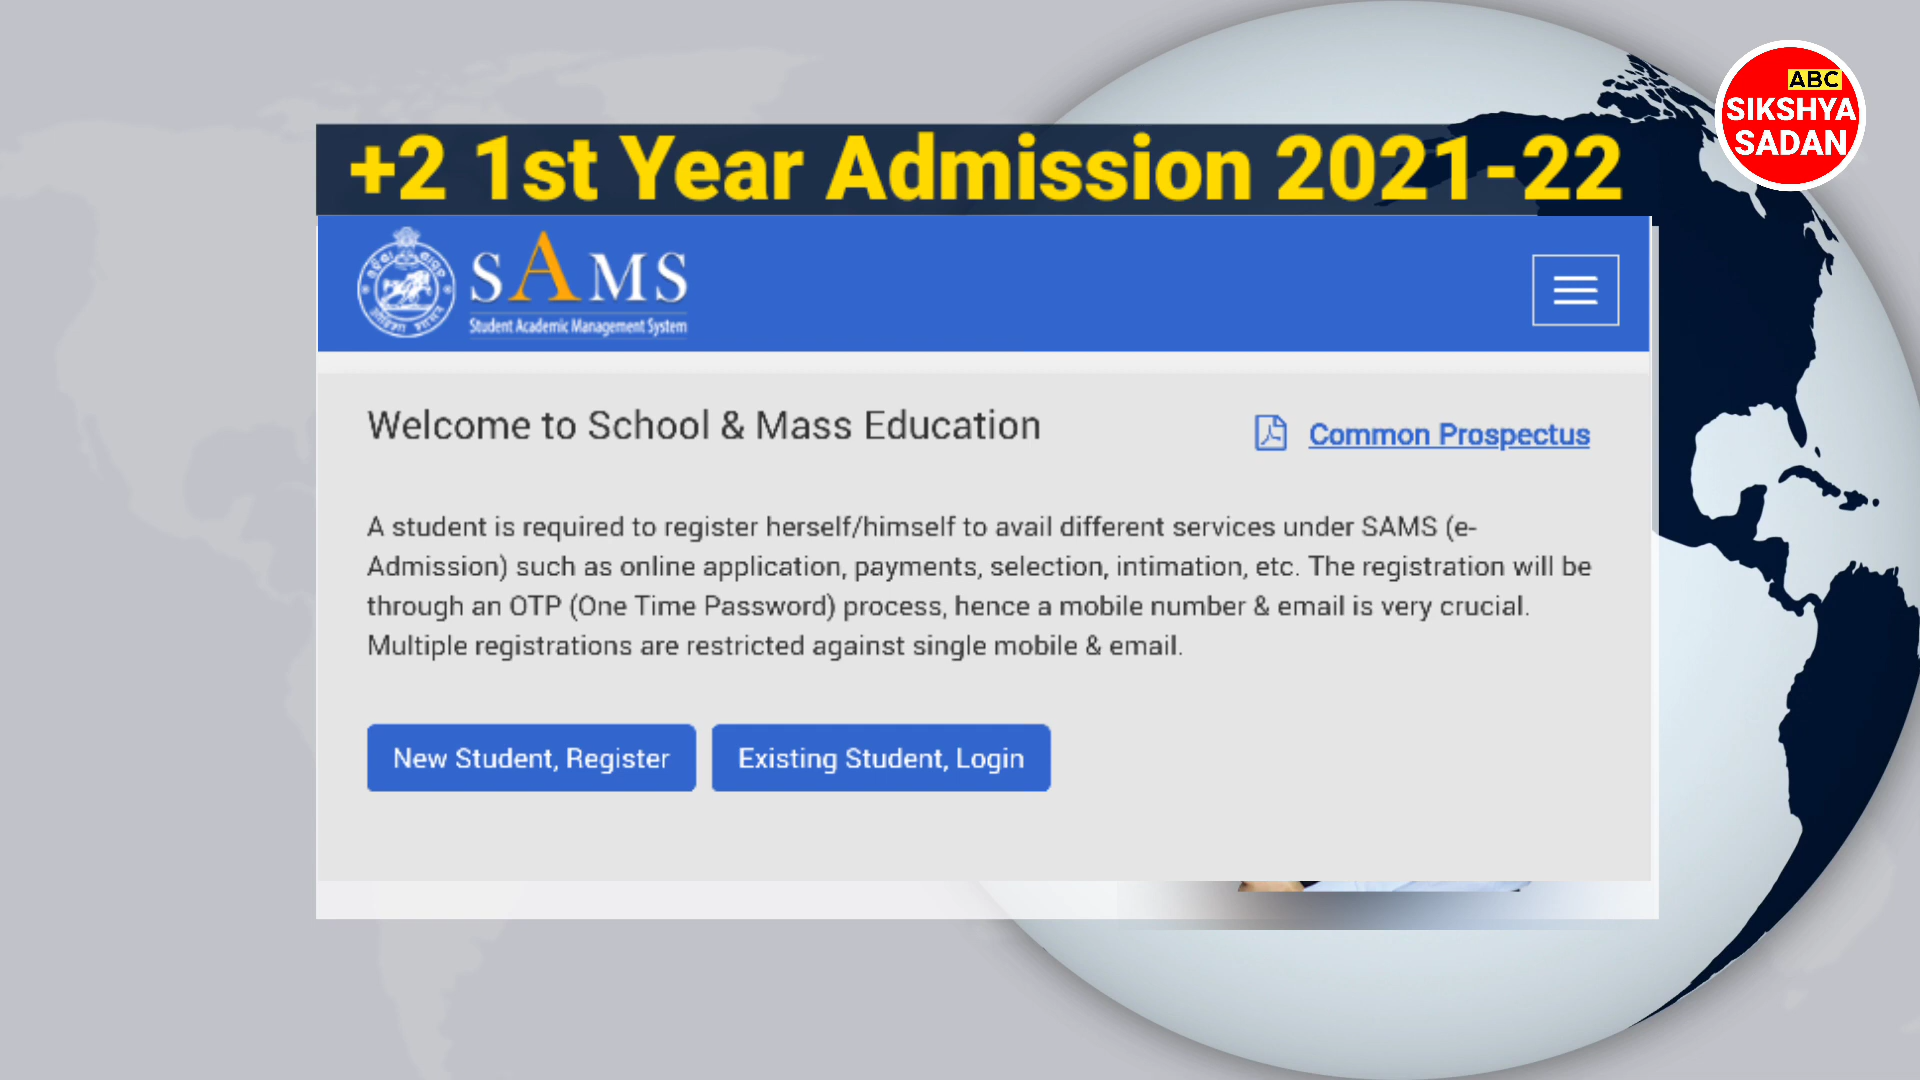 ABC
SIKSHYA
SADAN
+2 1st Year Admission 2021-22
SAMS
Student Academic Management System
Welcome to School & Mass Education
Common Prospectus
A student is required to register herself/himself to avail different services under SAMS (e-
Admission) such as online application, payments, selection, intimation, etc. The registration will be
through an OTP (One Time Password) process, hence a mobile number & email is very crucial.
Multiple registrations are restricted against single mobile & email.
New Student, Register
Existing Student, Login